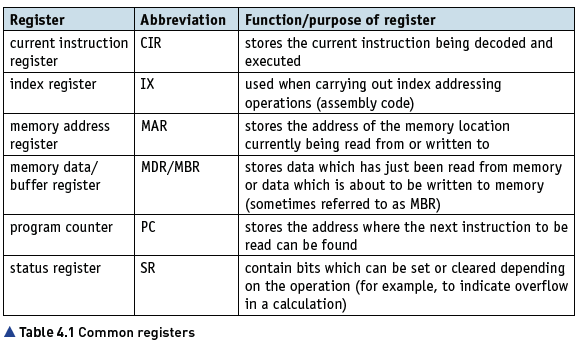 Register Abbreviation Function/purpose of register
current instruction CIR stores the current instruction being decoded and
register executed
index register IX used when carrying out index addressing
operations (assembly code)
memory address MAR stores the address of the memory location
register currently being read from or written to
memory data/ MDR/MBR stores data which has just been read from memory
buffer register or data which is about to be written to memory
(sometimes referred to as MBR)
program counter PC stores the address where the next instruction to be
read can be found
status register SR contain bits which can be set or cleared depending
on the operation (for example, to indicate overflow
in a calculation)
▲ Table 4.1 Common registers